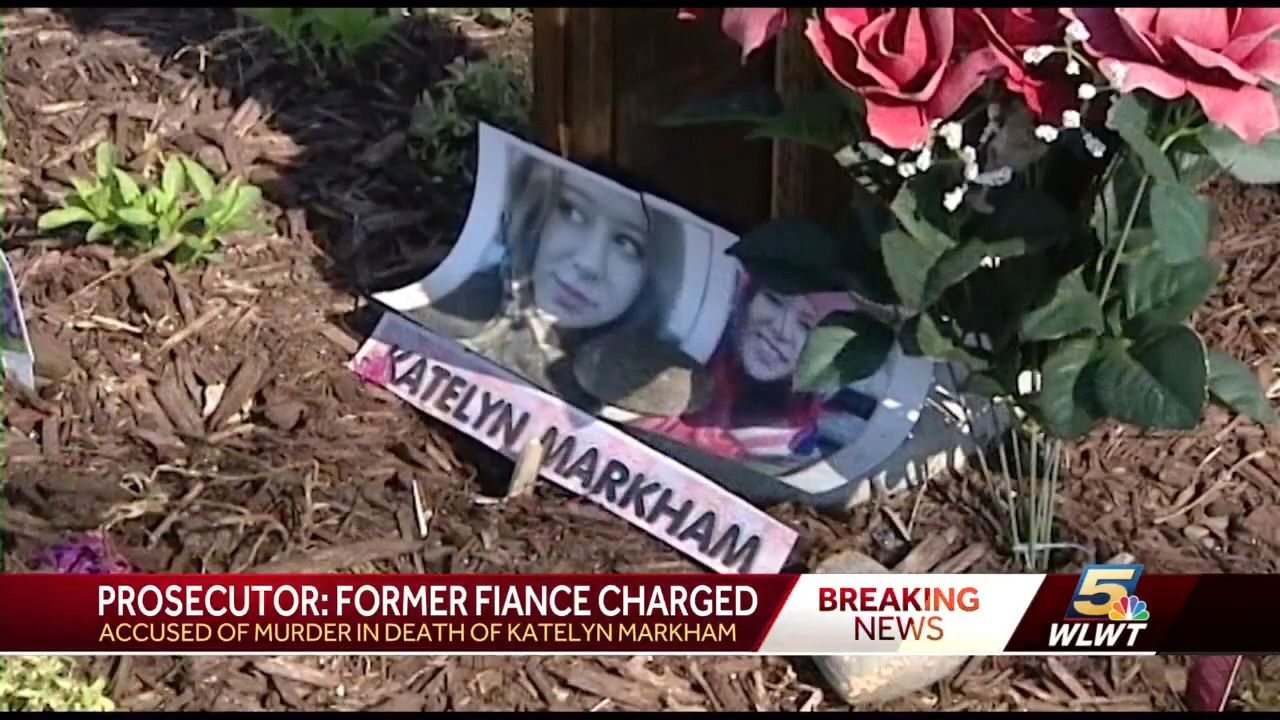 KATELYN MARKHAM
PROSECUTOR: FORMER FIANCE CHARGED
ACCUSED OF MURDER IN DEATH OF KATELYN MARKHAM
BREAKING
NEWS
5
WLWT